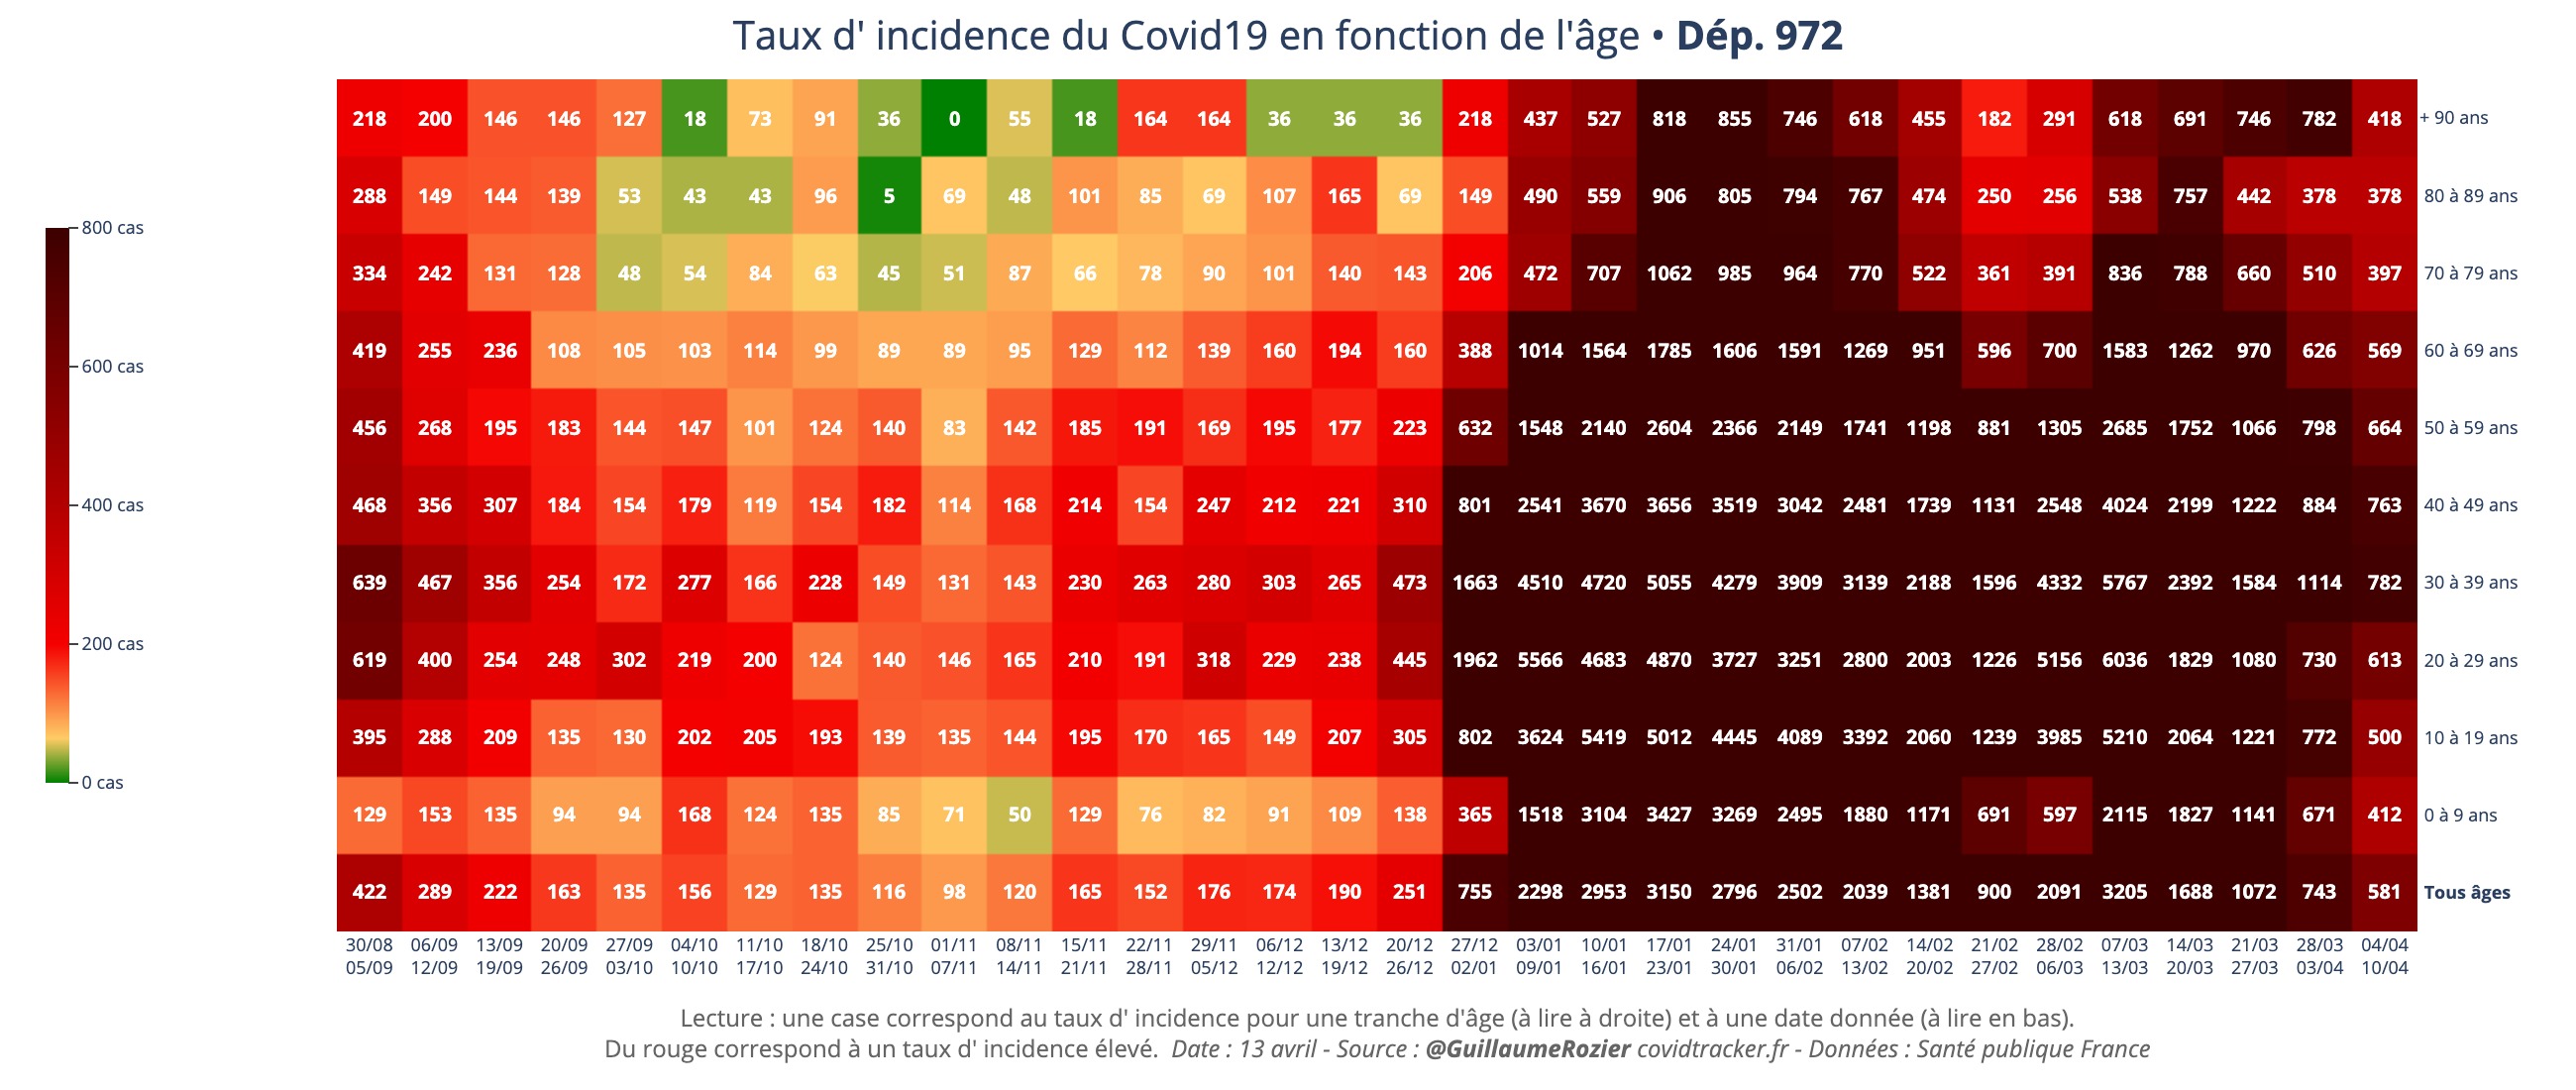 Taux d' incidence du Covid19 en fonction de l'âge • Dép. 972
218 200 146 146 127 18 73 91 36 0 55 18 164 164 36 36 36 218 437 527 818 855 746 618 455 182 291 618 691 746 782 418 + 90 ans
288 149 144 139 53 43 43 96 5 69 48 101 85 69 107 165 69 149 490 559 906 805 794 767 474 250 256 538 757 442 378 378 80 à 89 ans
800 cas
334 242 131 128 48 54 84 63 45 51 87 66 78 90 101 140 143 206 472 707 1062 985 964 770 522 361 391 836 788 660 510 397 70 à 79 ans
419 255 236 108 105 103 114 99 89 89 95 129 112 139 160 194 160 388 1014 1564 1785 1606 1591 1269 951 596 700 1583 1262 970 626 569 60 à 69 ans
600 cas
456 268 195 183 144 147 101 124 140 83 142 185 191 169 195 177 223 632 1548 2140 2604 2366 2149 1741 1198 881 1305 2685 1752 1066 798 664 50 à 59 ans
400 cas
468 356 307 184 154 179 119 154 182 114 168 214 154 247 212 221 310 801 2541 3670 3656 3519 3042 2481 1739 1131 2548 4024 2199 1222 884 763 40 à 49 ans
639 467 356 254 172 277 166 228 149 131 143 230 263 280 303 265 473 1663 4510 4720 5055 4279 3909 3139 2188 1596 4332 5767 2392 1584 1114 782 30 à 39 ans
200 cas
619 400 254 248 302 219 200 124 140 146 165 210 191 318 229 238 445 1962 5566 4683 4870 3727 3251 2800 2003 1226 5156 6036 1829 1080 730 613 20 à 29 ans
395 288 209 135 130 202 205 193 139 135 144 195 170 165 149 207 305 802 3624 5419 5012 4445 4089 3392 2060 1239 3985 5210 2064 1221 772 500 10 à 19 ans
0 cas
129 153 135 94 94 168 124 135 85 71 50 129 76 82 91 109 138 365 1518 3104 3427 3269 2495 1880 1171 691 597 2115 1827 1141 671 412 0 à 9 ans
422 289 222 163 135 156 129 135 116 98 120 165 152 176 174 190 251 755 2298 2953 3150 2796 2502 2039 1381 900 2091 3205 1688 1072 743 581 Tous âges
30/08 06/09 13/09 20/09 27/09 04/10 11/10 18/10 25/10 01/11 08/11 15/11 22/11 29/11 06/12 13/12 20/12 27/12 03/01 10/01 17/01 24/01 31/01 07/02 14/02 21/02 28/02 07/03 14/03 21/03 28/03 04/04
05/09 12/09 19/09 26/09 03/10 10/10 17/10 24/10 31/10 07/11 14/11 21/11 28/11 05/12 12/12 19/12 26/12 02/01 09/01 16/01 23/01 30/01 06/02 13/02 20/02 27/02 06/03 13/03 20/03 27/03 03/04 10/04
Lecture : une case correspond au taux d' incidence pour une tranche d'âge (à lire à droite) et à une date donnée (à lire en bas).
Du rouge correspond à un taux d' incidence élevé. Date : 13 avril - Source : @GuillaumeRozier covidtracker.fr - Données : Santé publique France